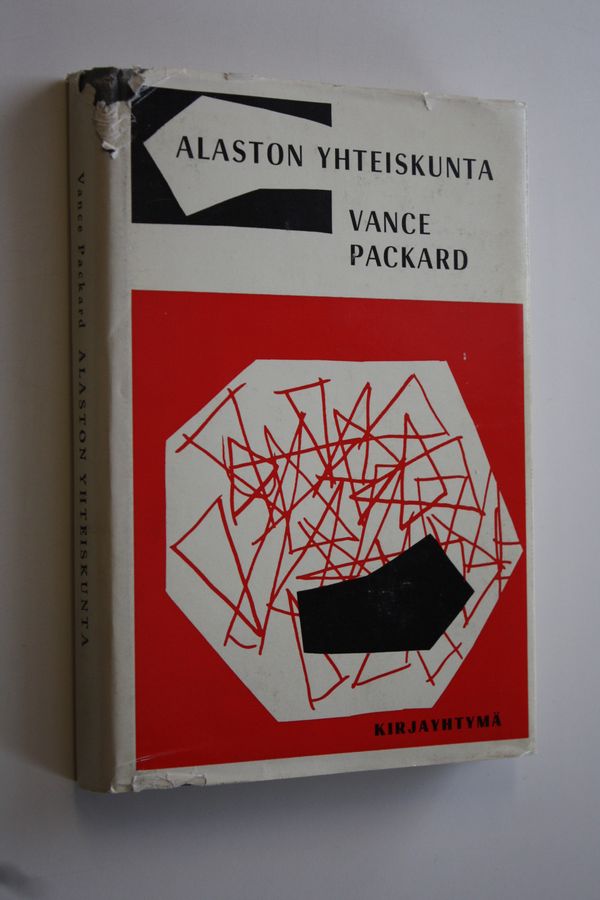 Vance Packard ALASTON YHTEISKUNTA
ALASTON YHTEISKUNTA
VANCE
PACKARD
KIRJAYHTYMÄ